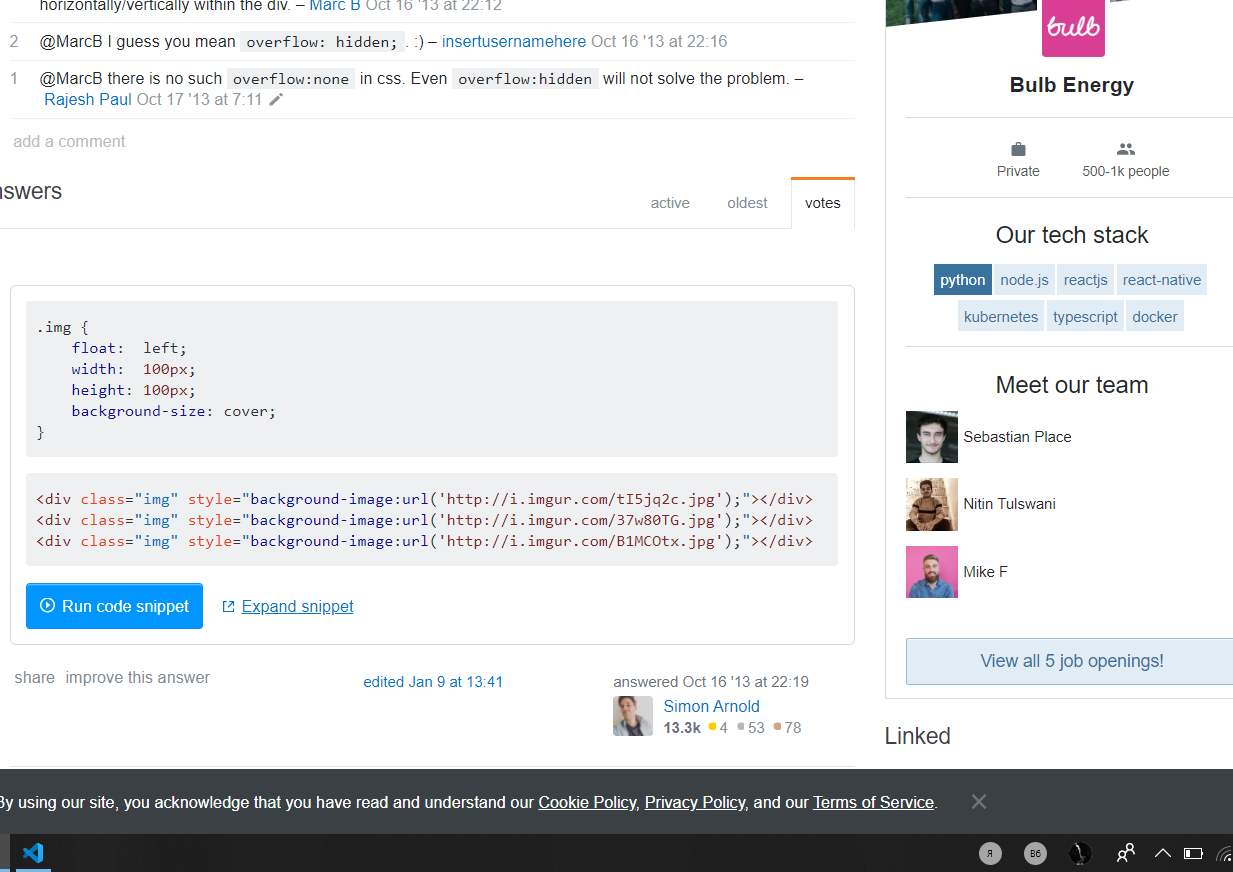 horizontally/vertically within the div. – Marc B Oct 16 '13 at 22:12
2 @MarcB I guess you mean overflow: hidden; . :) – insertusernamehere Oct 16 '13 at 22:16
1 @MarcB there is no such overflow:none in css. Even overflow:hidden will not solve the problem. –
Rajesh Paul Oct 17 '13 at 7:11
add a comment
nswers
active oldest votes
.img {
float: left;
width: 100px;
height: 100px;
background-size: cover;
}
<div class="img" style="background-image:url('http://i.imgur.com/tI5jq2c.jpg');"></div>
<div class="img" style="background-image:url('http://i.imgur.com/37w80TG.jpg');"></div>
<div class="img" style="background-image:url('http://i.imgur.com/B1MCOtx.jpg');"></div>
Run code snippet Expand snippet
share improve this answer
edited Jan 9 at 13:41
answered Oct 16 '13 at 22:19
Simon Arnold
13.3k 4 53 78
bulb
Bulb Energy
Private 500-1k people
Our tech stack
python node.js reactjs react-native
kubernetes typescript docker
Meet our team
Sebastian Place
Nitin Tulswani
Mike F
View all 5 job openings!
Linked
By using our site, you acknowledge that you have read and understand our Cookie Policy, Privacy Policy, and our Terms of Service.
Я Вб